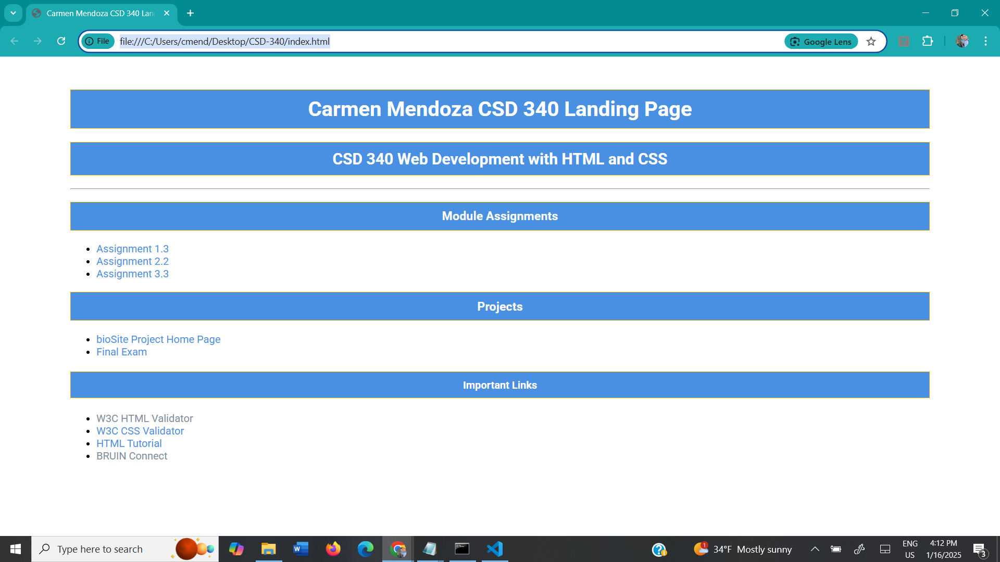 Carmen Mendoza CSD 340 Lan
File
file:///C:/Users/cmend/Desktop/CSD-340/index.html
Google Lens
Carmen Mendoza CSD 340 Landing Page
CSD 340 Web Development with HTML and CSS
Module Assignments
Assignment 1.3
Assignment 2.2
Assignment 3.3
Projects
bioSite Project Home Page
Final Exam
Important Links
W3C HTML Validator
W3C CSS Validator
HTML Tutorial
BRUIN Connect
Type here to search
W
1
34°F Mostly sunny
ENG
US
4:12 PM
1/16/2025
3